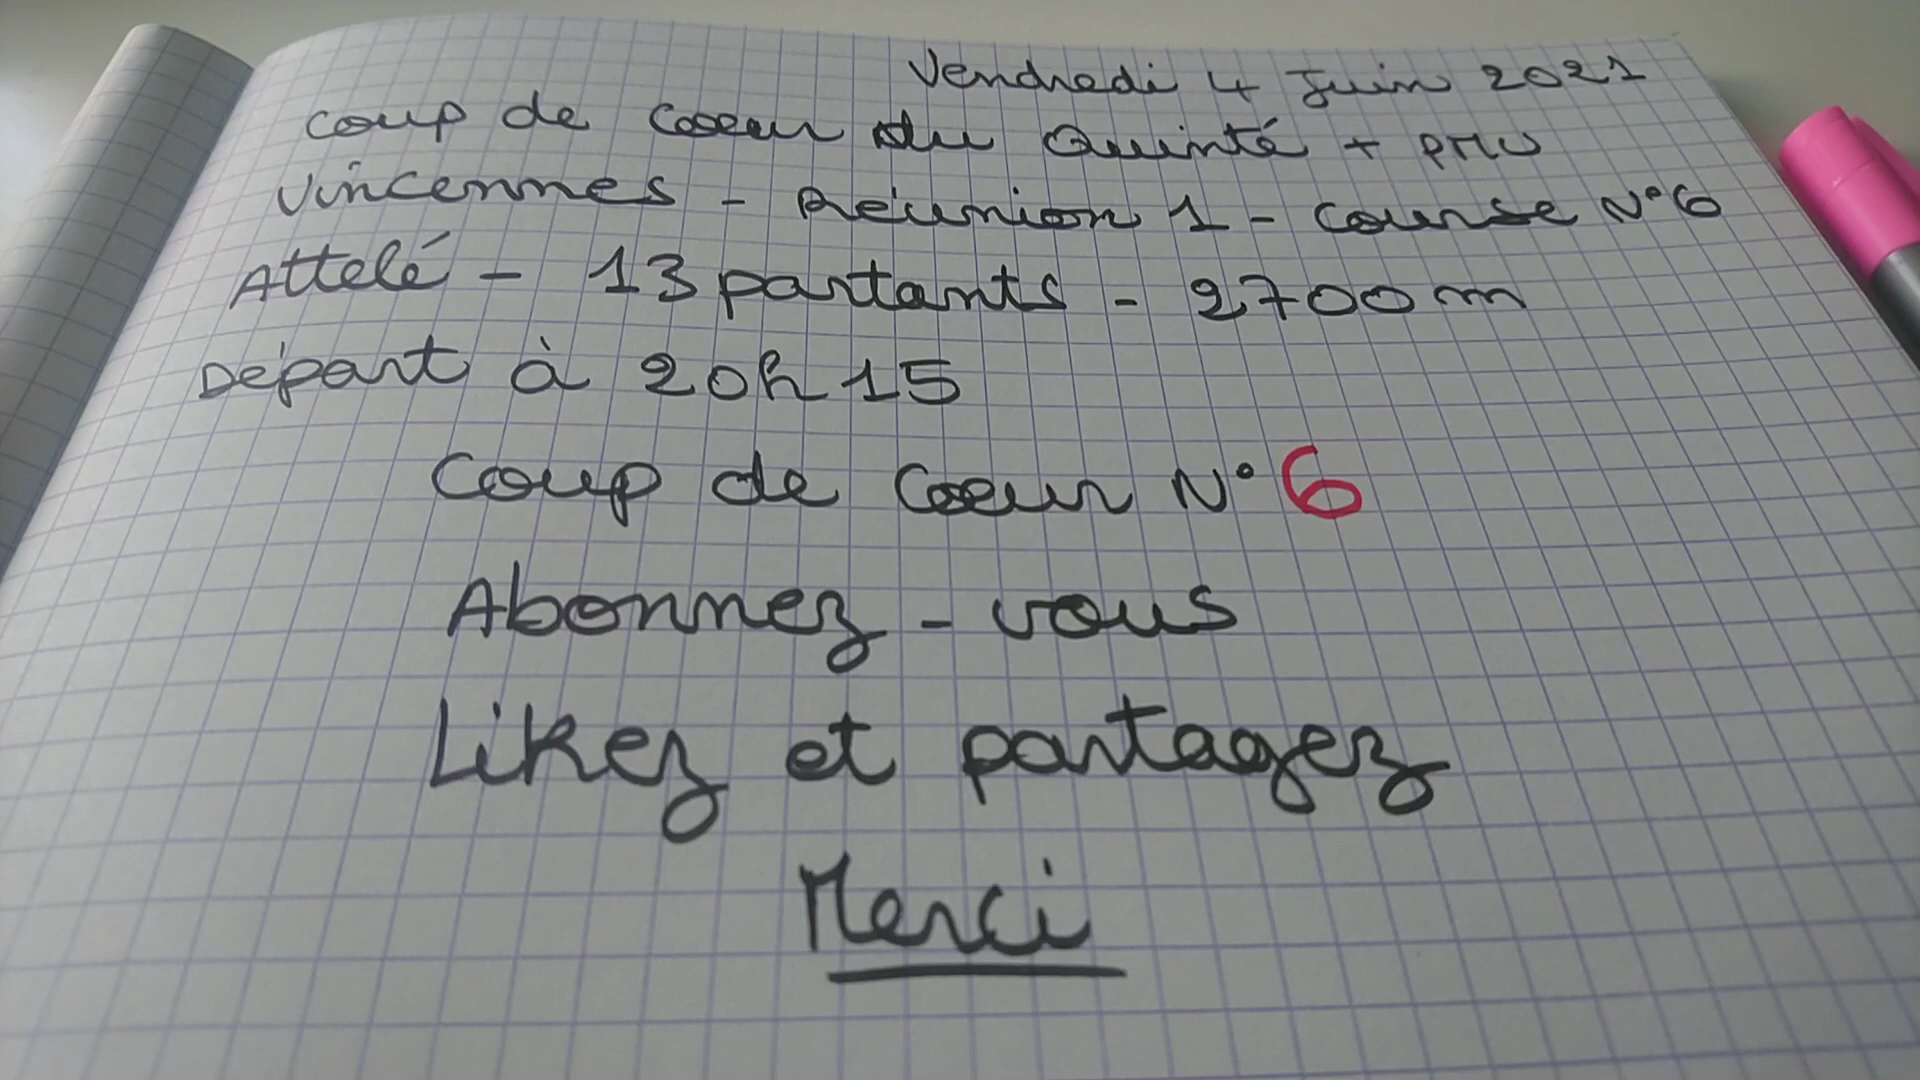 Vendredi 4 Juin 2021
Coup de Coeur du Quinté + PMU
Vincennes - Réunion 1 - Course N°6
Attelé - 13 partants - 2700 m
Départ à 20h15
Coup de Coeur N° 6
Abonnez-vous
Likez et partagez
Merci